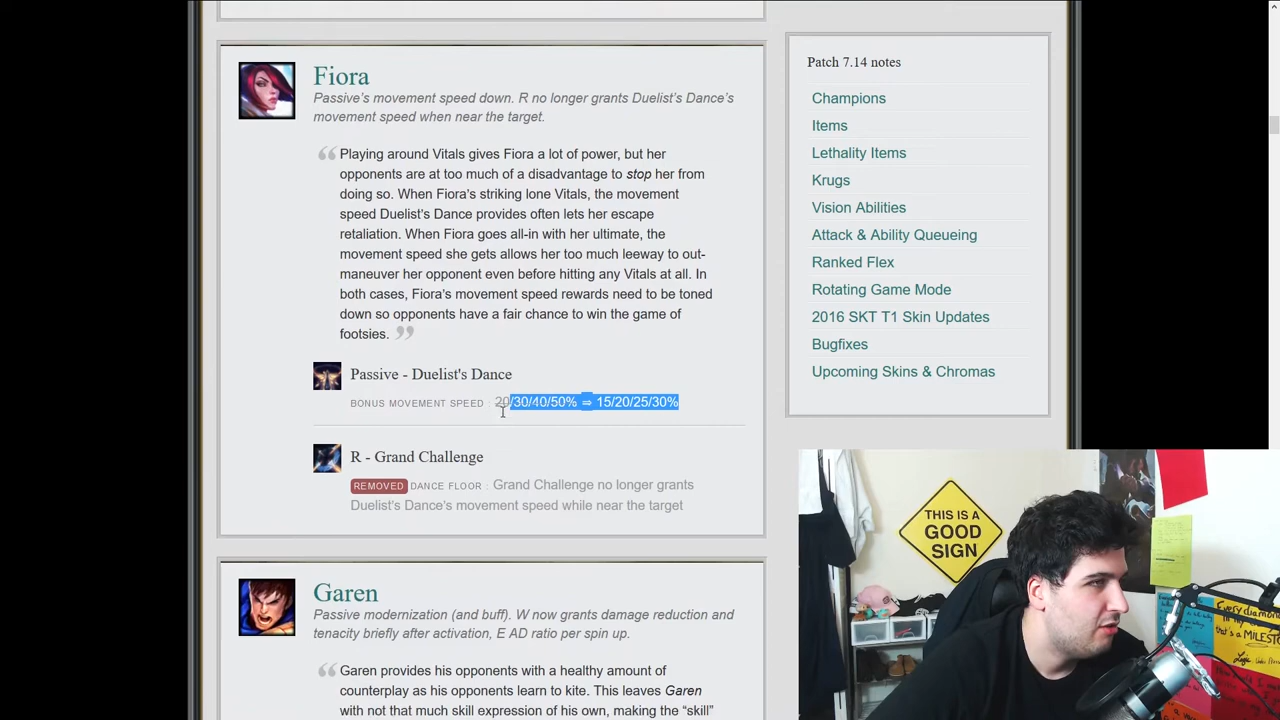 Fiora
Passive’s movement speed down. R no longer grants Duelist’s Dance’s
movement speed when near the target.
Playing around Vitals gives Fiora a lot of power, but her
opponents are at too much of a disadvantage to stop her from
doing so. When Fiora’s striking lone Vitals, the movement
speed Duelist's Dance provides often lets her escape
retaliation. When Fiora goes all-in with her ultimate, the
movement speed she gets allows her too much leeway to out-
maneuver her opponent even before hitting any Vitals at all. In
both cases, Fiora’s movement speed rewards need to be toned
down so opponents have a fair chance to win the game of
footsies.
Passive - Duelist's Dance
BONUS MOVEMENT SPEED : 20/30/40/50% ⇒ 15/20/25/30%
R - Grand Challenge
REMOVED DANCE FLOOR : Grand Challenge no longer grants
Duelist’s Dance’s movement speed while near the target
Garen
Passive modernization (and buff). W now grants damage reduction and
tenacity briefly after activation, E AD ratio per spin up.
Garen provides his opponents with a healthy amount of
counterplay as his opponents learn to kite. This leaves Garen
with not that much skill expression of his own, making the “skill”
Patch 7.14 notes
Champions
Items
Lethality Items
Krugs
Vision Abilities
Attack & Ability Queueing
Ranked Flex
Rotating Game Mode
2016 SKT T1 Skin Updates
Bugfixes
Upcoming Skins & Chromas
THIS IS A
GOOD
SIGN
Every diamond
that's a MILESTO
Logic